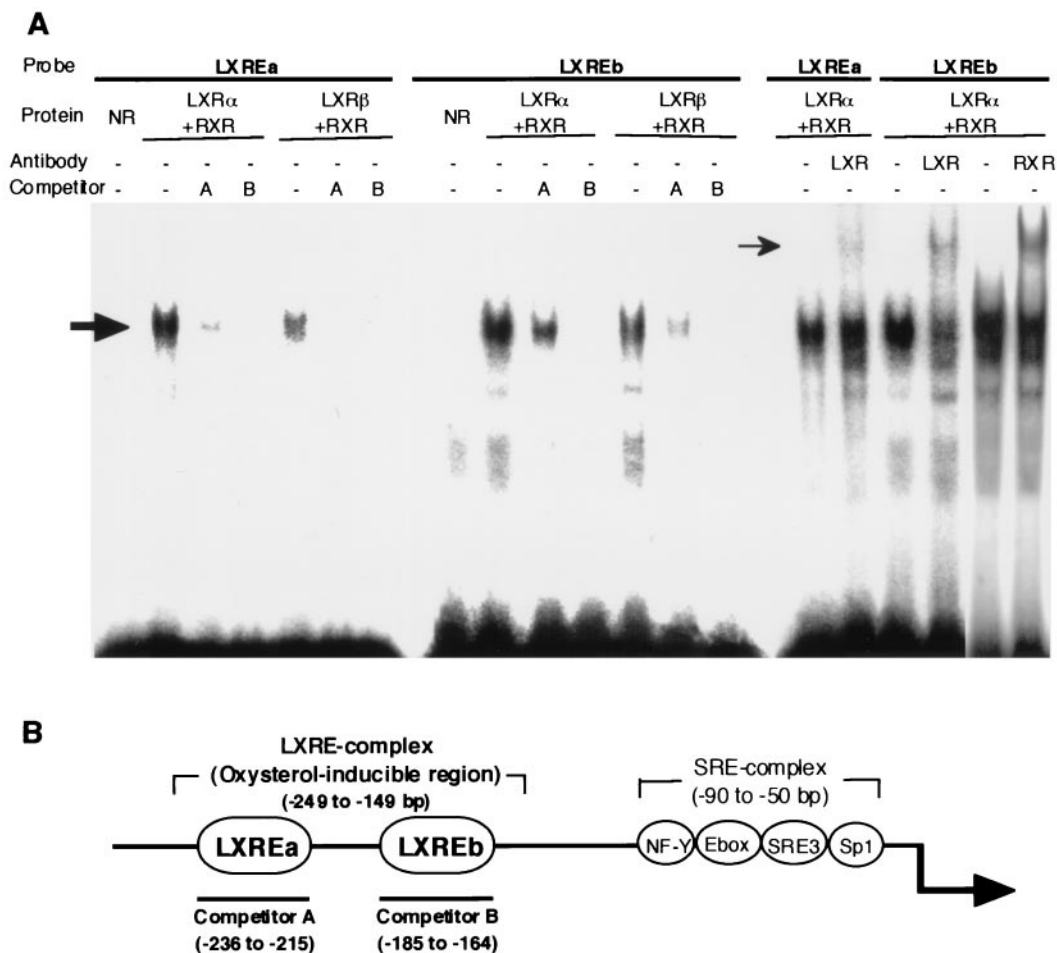 A
Probe LXREa LXREb LXREa LXREb
Protein NR LXRα +RXR LXRβ +RXR NR LXRα +RXR LXRβ +RXR LXRα +RXR LXRα +RXR
Antibody - - - - - - - - - - - - - - - LXR - LXR - RXR
Competitor - - A B - A B - - A B - A B - - - - - -
B
LXRE-complex
(Oxysterol-inducible region)
(-249 to -149 bp)
SRE-complex
(-90 to -50 bp)
LXREa LXREb NF-Y Ebox SRE3 Sp1
Competitor A Competitor B
(-236 to -215) (-185 to -164)